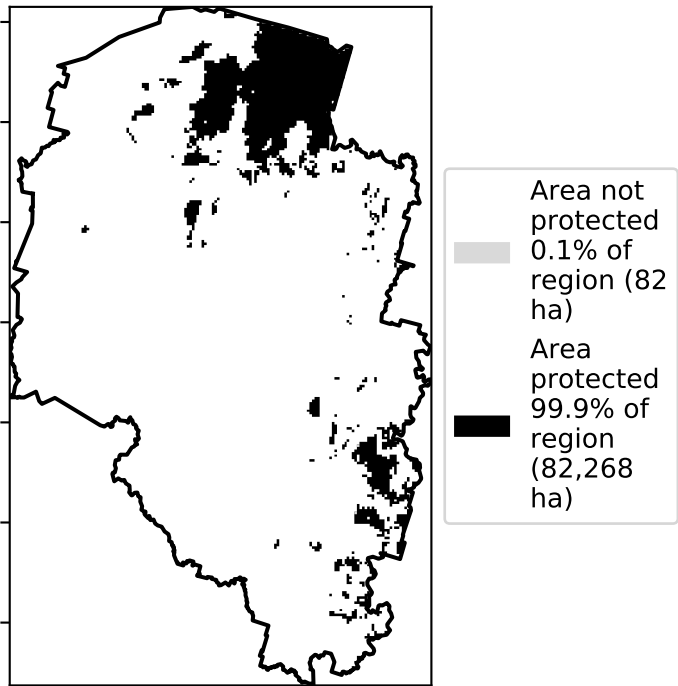 Area not
protected
0.1% of
region (82
ha)
Area
protected
99.9% of
region
(82,268
ha)